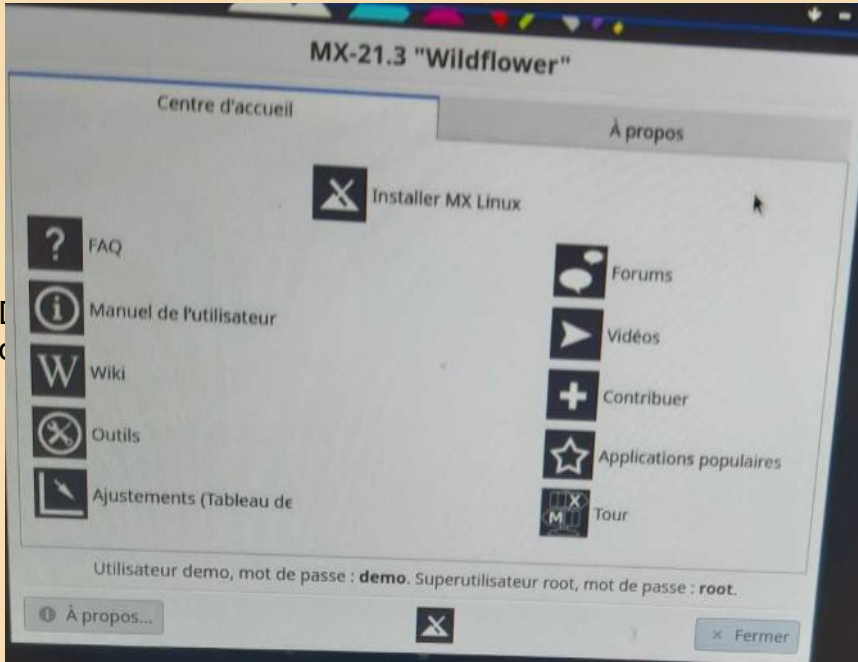 MX-21.3 "Wildflower"
Centre d'accueil
À propos
Installer MX Linux
FAQ
Manuel de l'utilisateur
Wiki
Outils
Ajustements (Tableau de
Forums
Vidéos
Contribuer
Applications populaires
Tour
Utilisateur demo, mot de passe : demo. Superutilisateur root, mot de passe : root.
À propos...
Fermer